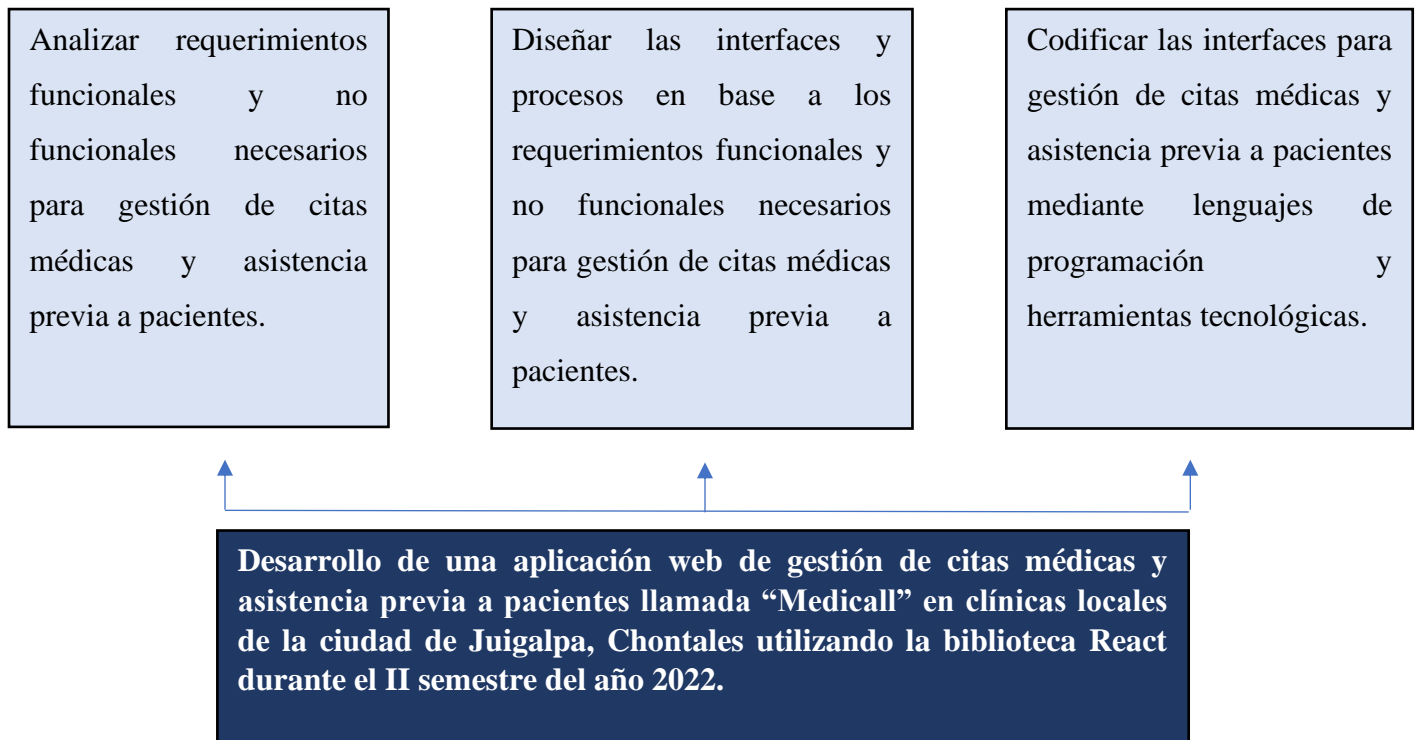 Analizar requerimientos
funcionales y no
funcionales necesarios
para gestión de citas
médicas y asistencia
previa a pacientes.
Diseñar las interfaces y
procesos en base a los
requerimientos funcionales y
no funcionales necesarios
para gestión de citas médicas
y asistencia previa a
pacientes.
Codificar las interfaces para
gestión de citas médicas y
asistencia previa a pacientes
mediante lenguajes de
programación y
herramientas tecnológicas.
Desarrollo de una aplicación web de gestión de citas médicas y
asistencia previa a pacientes llamada “Medicall” en clínicas locales
de la ciudad de Juigalpa, Chontales utilizando la biblioteca React
durante el II semestre del año 2022.